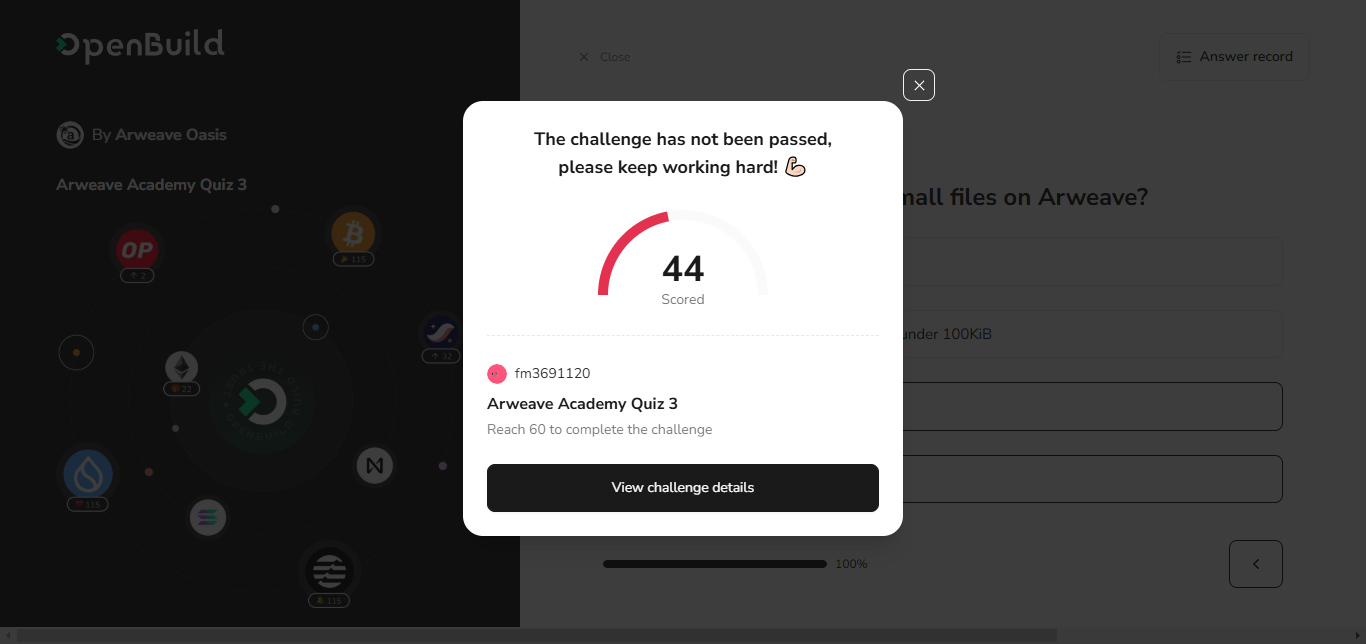 OpenBuild
By Arweave Oasis
Arweave Academy Quiz 3
OP
2
115
32
22
115
115
Close
Answer record
mall files on Arweave?
under 100KiB
100%
The challenge has not been passed,
please keep working hard! 💪🏻
44
Scored
fm3691120
Arweave Academy Quiz 3
Reach 60 to complete the challenge
View challenge details